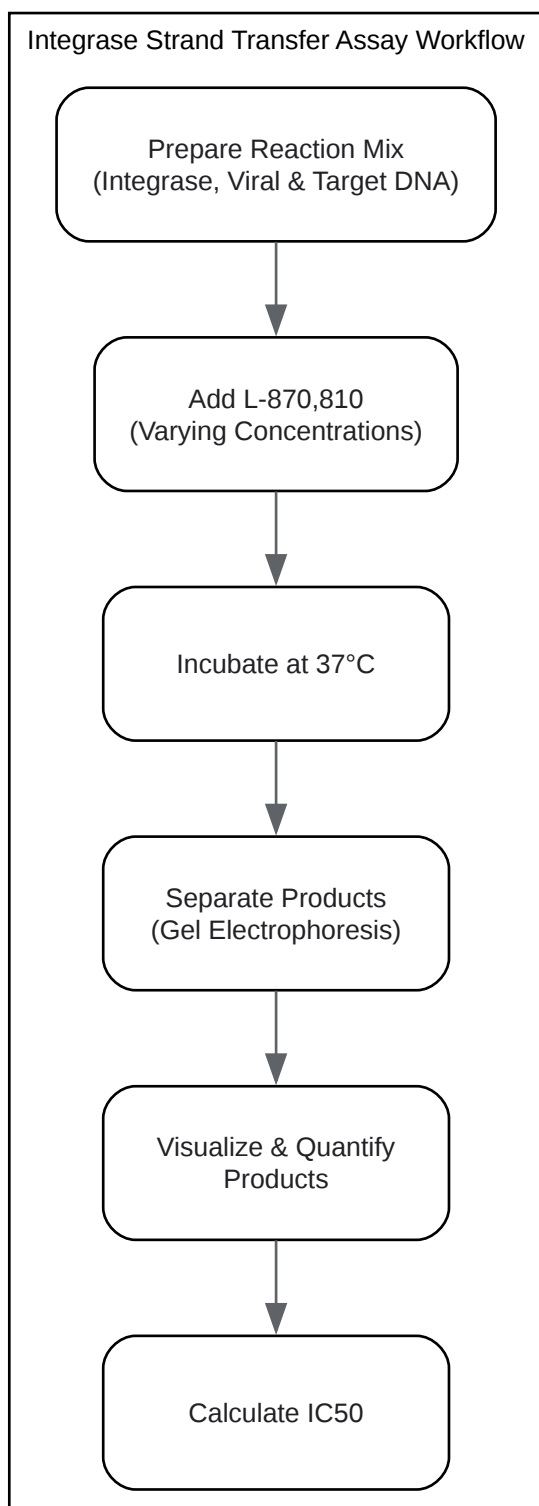 Integrase Strand Transfer Assay Workflow
Prepare Reaction Mix
(Integrase, Viral & Target DNA)
Add L-870,810
(Varying Concentrations)
Incubate at 37°C
Separate Products
(Gel Electrophoresis)
Visualize & Quantify
Products
Calculate IC50